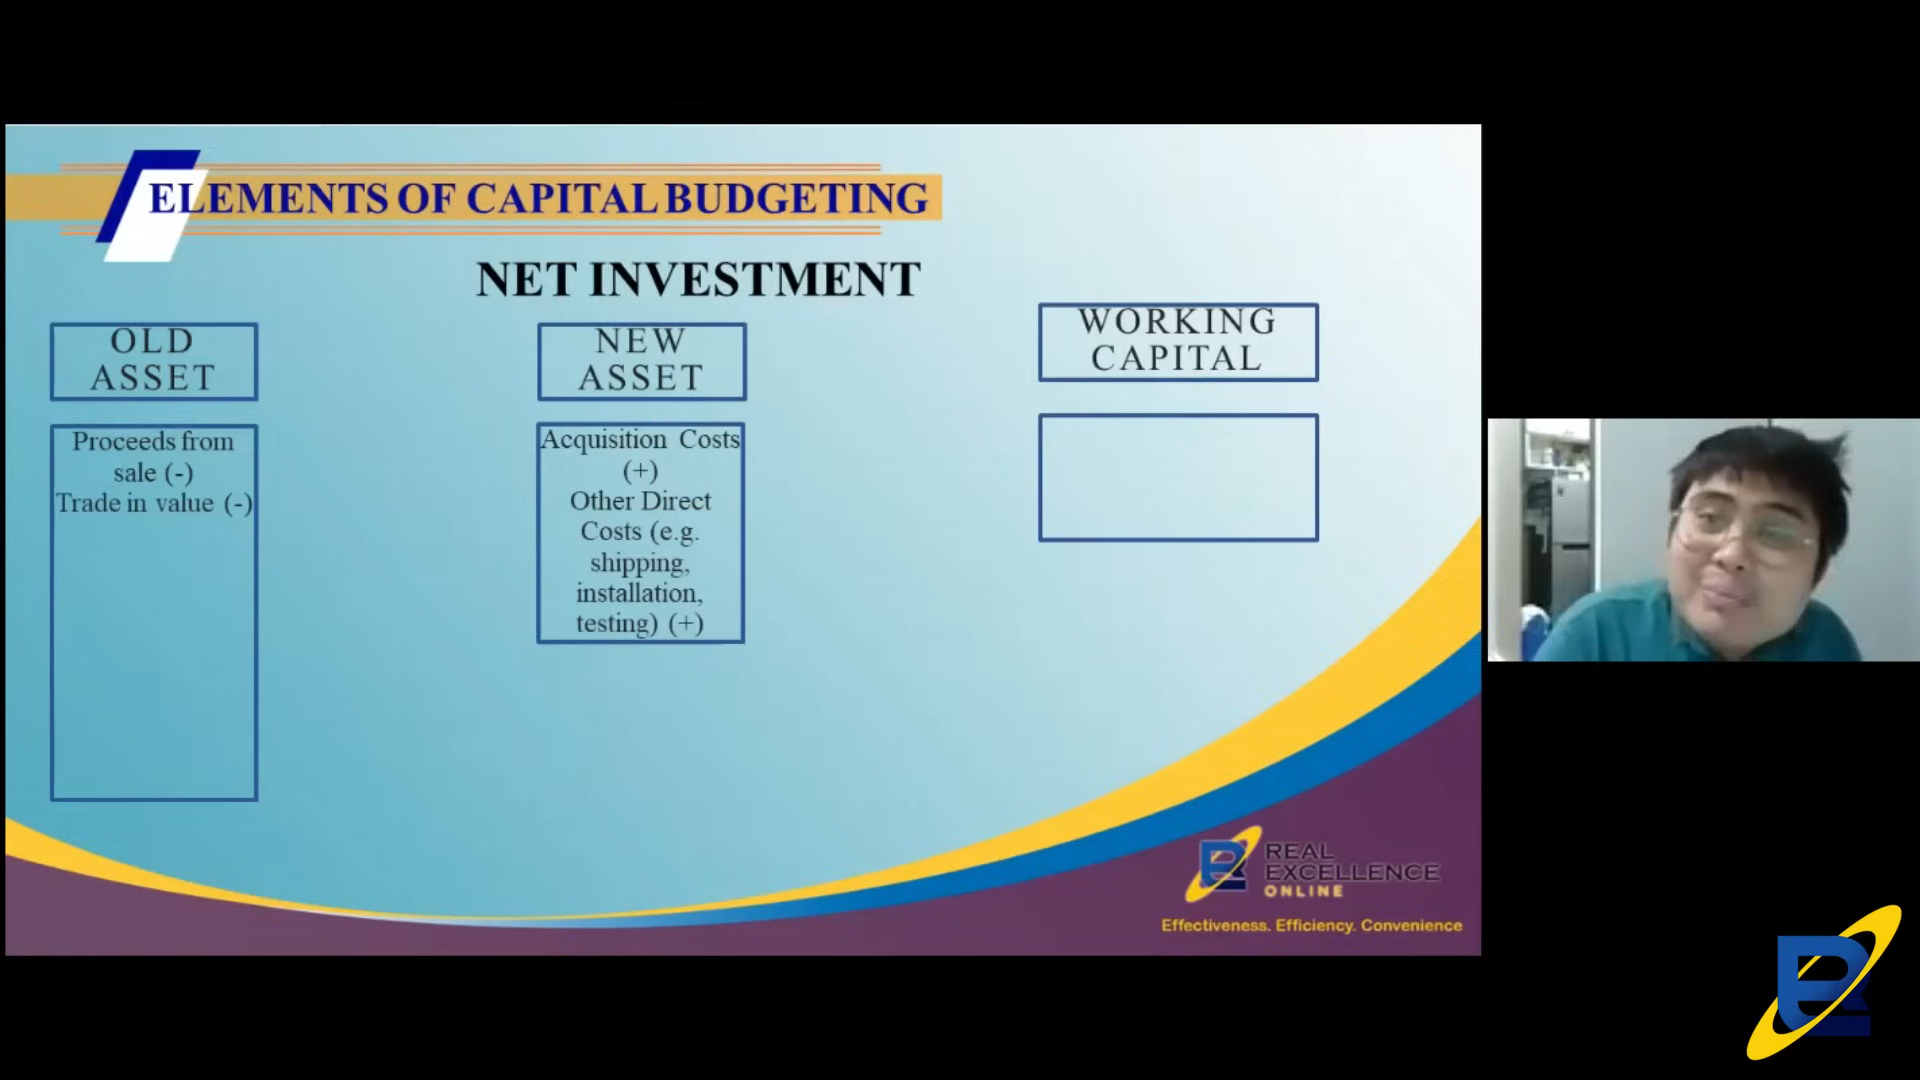 ELEMENTS OF CAPITAL BUDGETING
NET INVESTMENT
OLD
ASSET
Proceeds from
sale (-)
Trade in value (-)
NEW
ASSET
Acquisition Costs
(+)
Other Direct
Costs (e.g.
shipping,
installation,
testing) (+)
WORKING
CAPITAL
REAL
EXCELLENCE
ONLINE
Effectiveness. Efficiency. Convenience